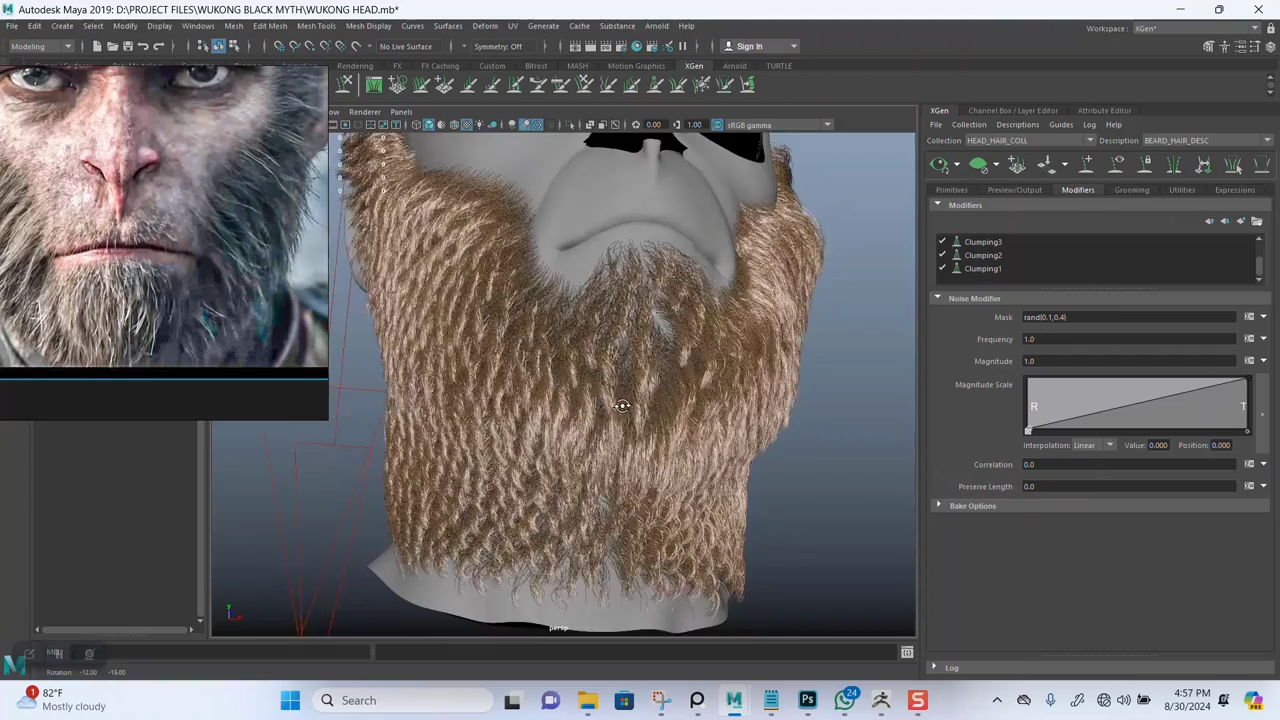 Autodesk Maya 2019: D:\PROJECT FILES\WUKONG BLACK MYTH\WUKONG HEAD.mb*
File Edit Create Select Modify Display Windows Mesh Edit Mesh Mesh Tools Mesh Display Curves Surfaces Deform UV Generate Cache Substance Arnold Help
Workspace : XGen*
Modeling No Live Surface Symmetry: Off Sign In
Rendering FX FX Caching Custom Bifrost MASH Motion Graphics XGen Arnold TURTLE
Renderer Panels
0.00 1.00 sRGB gamma
XGen Channel Box / Layer Editor Attribute Editor
File Collection Descriptions Guides Log Help
Collection HEAD_HAIR_COLL Description BEARD_HAIR_DESC
Primitives Preview/Output Modifiers Grooming Utilities Expressions
Modifiers
Clumping3
Clumping2
Clumping1
Noise Modifier
Mask rand(0.1,0.4)
Frequency 1.0
Magnitude 1.0
Magnitude Scale
R T
Interpolation: Linear Value: 0.000 Position: 0.000
Correlation 0.0
Preserve Length 0.0
Bake Options
Log
persp
Rotation: -12.00 -15.00
82°F
Mostly cloudy
Search
24
4:57 PM
8/30/2024